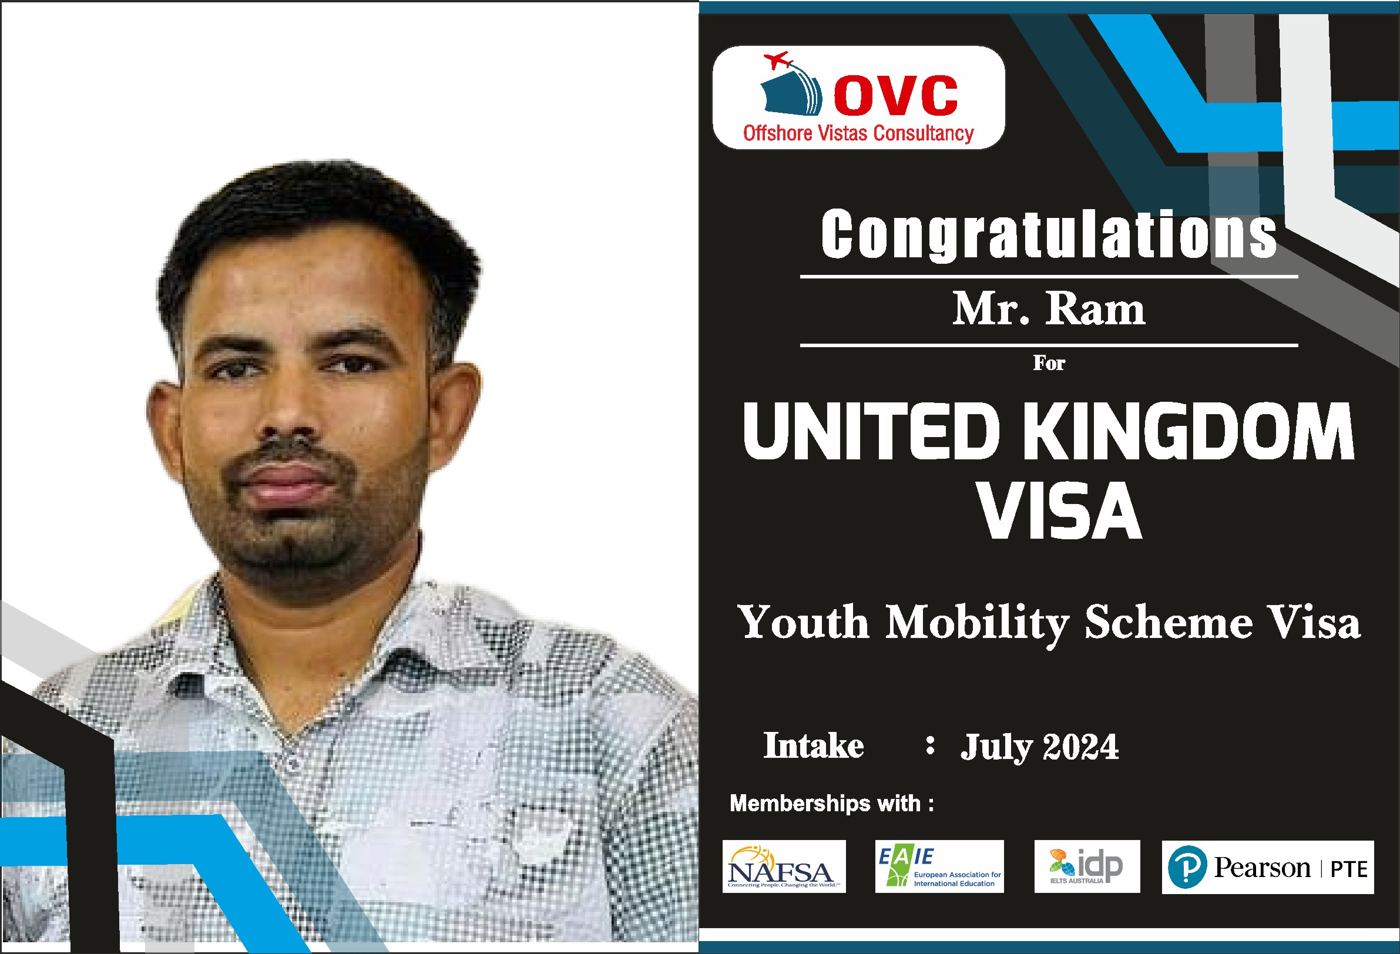 OVC
Offshore Vistas Consultancy
Congratulations
Mr. Ram
For
UNITED KINGDOM
VISA
Youth Mobility Scheme Visa
Intake : July 2024
Memberships with :
NAFSA
Connecting People. Changing the World.™
EAIE
European Association for
International Education
idp
IELTS AUSTRALIA
P
Pearson | PTE